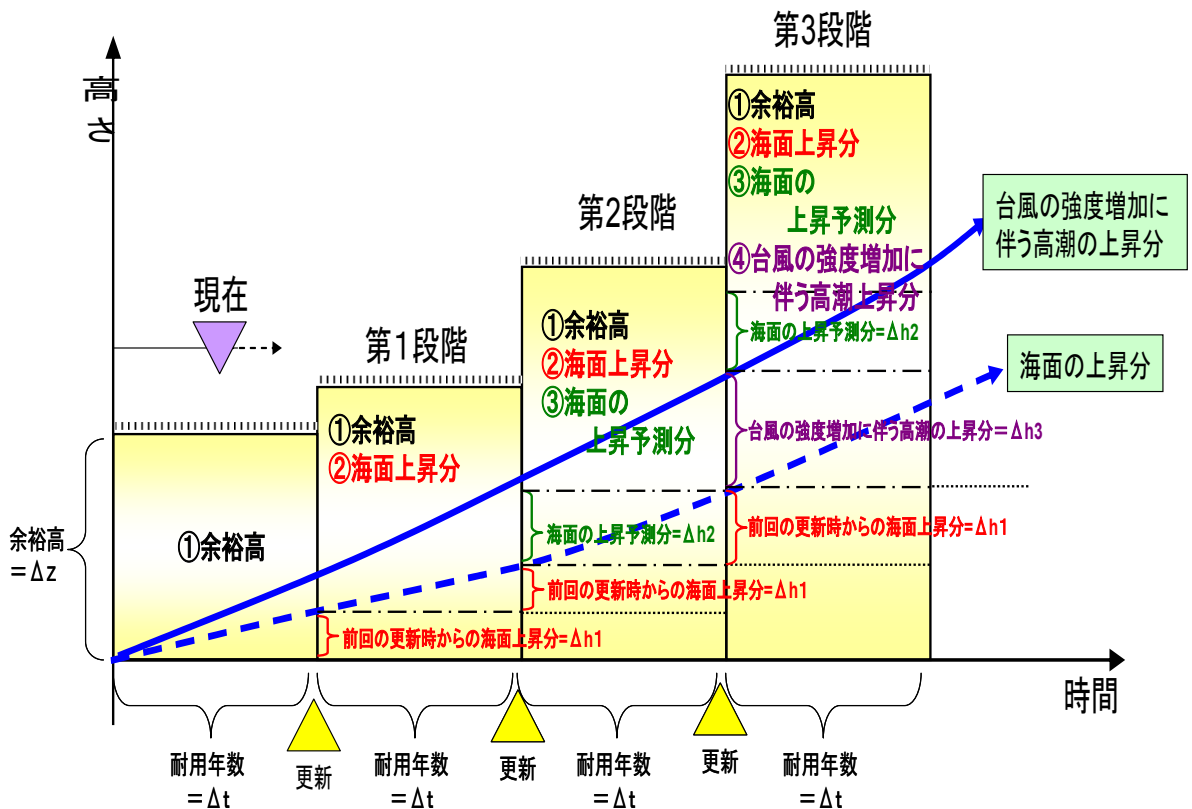 第3段階
高
さ
①余裕高
②海面上昇分
③海面の
上昇予測分
④台風の強度増加に
伴う高潮上昇分
台風の強度増加に
伴う高潮の上昇分
第2段階
現在
第1段階
①余裕高
②海面上昇分
③海面の
上昇予測分
海面の上昇予測分=Δh2
海面の上昇分
①余裕高
②海面上昇分
台風の強度増加に伴う高潮の上昇分=Δh3
余裕高
=Δz
①余裕高
海面の上昇予測分=Δh2
前回の更新時からの海面上昇分=Δh1
前回の更新時からの海面上昇分=Δh1
前回の更新時からの海面上昇分=Δh1
時間
耐用年数
=Δt
更新
耐用年数
=Δt
更新
耐用年数
=Δt
更新
耐用年数
=Δt